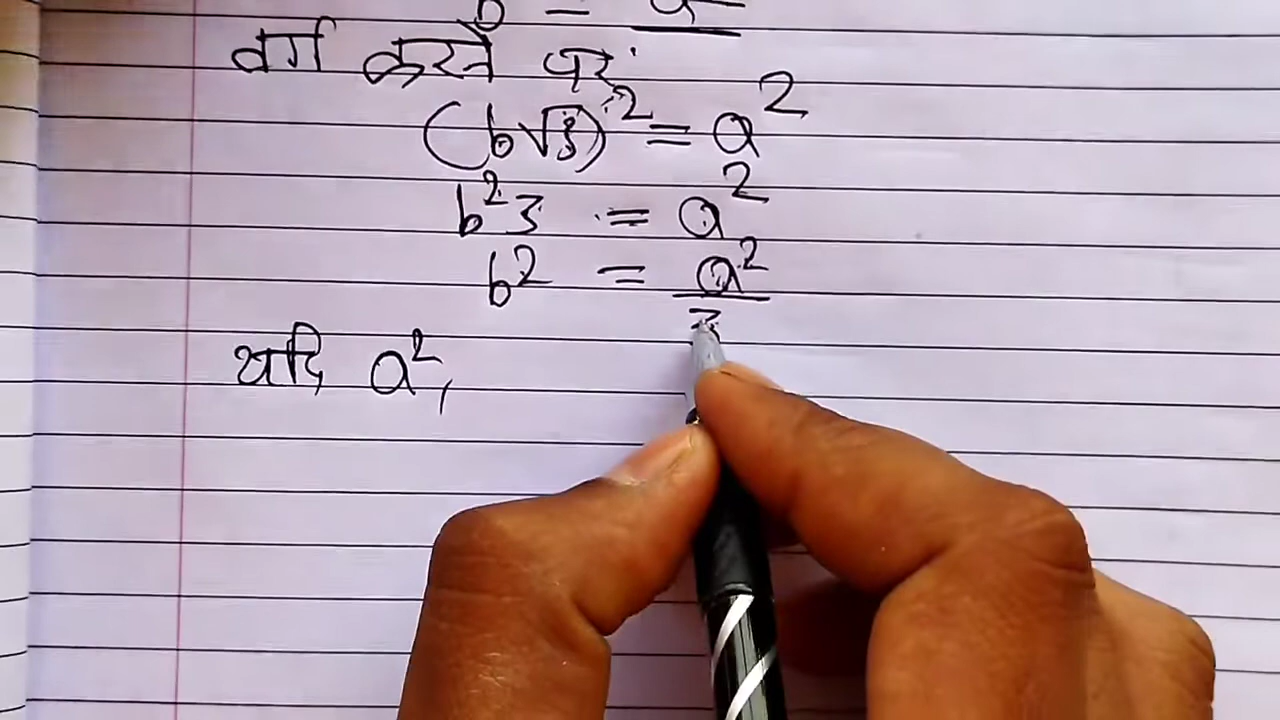 b = a
वर्ग करने पर
(b√3)² = a²
b²3 = a²
b² = a²/3
यदि a²,